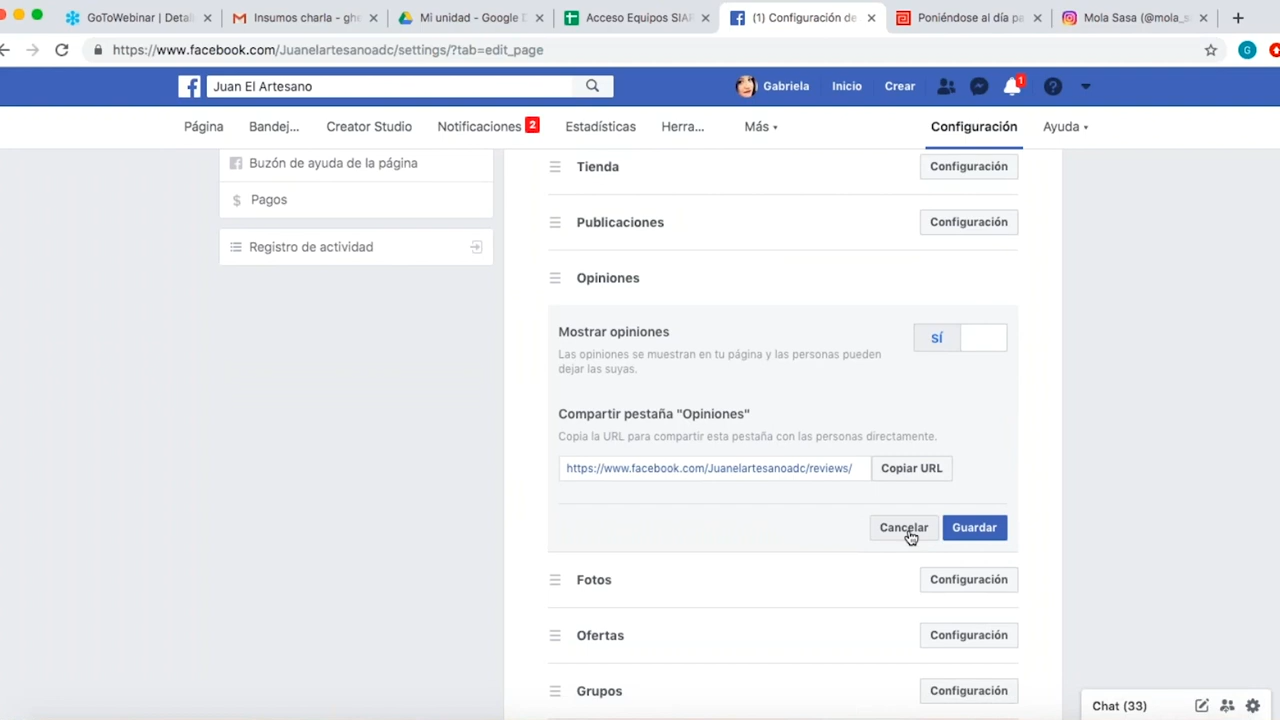 GoToWebinar | Detal
Insumos charla - ghe
Mi unidad - Google D
Acceso Equipos SIAR
(1) Configuración de
Poniéndose al día pa
Mola Sasa (@mola_s
https://www.facebook.com/Juanelartesanoadc/settings/?tab=edit_page
G
Juan El Artesano
Gabriela
Inicio
Crear
1
Página
Bandej...
Creator Studio
Notificaciones 2
Estadísticas
Herra...
Más
Configuración
Ayuda
Buzón de ayuda de la página
Pagos
Registro de actividad
Tienda
Configuración
Publicaciones
Configuración
Opiniones
Mostrar opiniones
SÍ
Las opiniones se muestran en tu página y las personas pueden
dejar las suyas.
Compartir pestaña "Opiniones"
Copia la URL para compartir esta pestaña con las personas directamente.
https://www.facebook.com/Juanelartesanoadc/reviews/
Copiar URL
Cancelar
Guardar
Fotos
Configuración
Ofertas
Configuración
Grupos
Configuración
Chat (33)